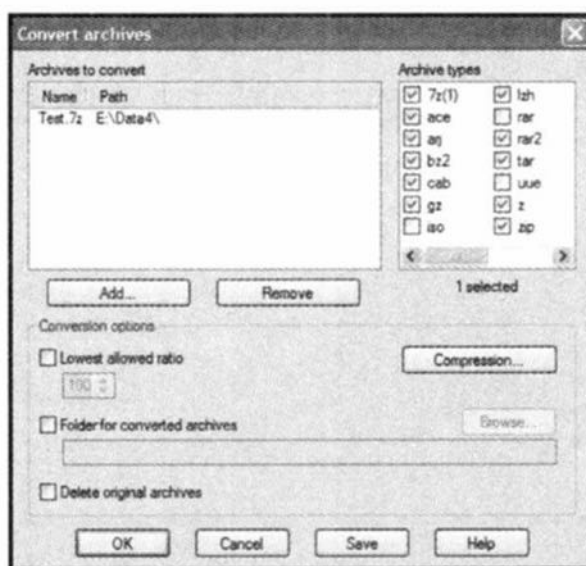 Convert archives
Archives to convert
Name Path
Test.7z E:\Data4\
Add...
Remove
Archive types
7z(1)
ace
arj
bz2
cab
gz
iso
lzh
rar
rar2
tar
uue
z
zip
1 selected
Conversion options
Lowest allowed ratio
100
Compression...
Folder for converted archives
Browse...
Delete original archives
OK Cancel Save Help